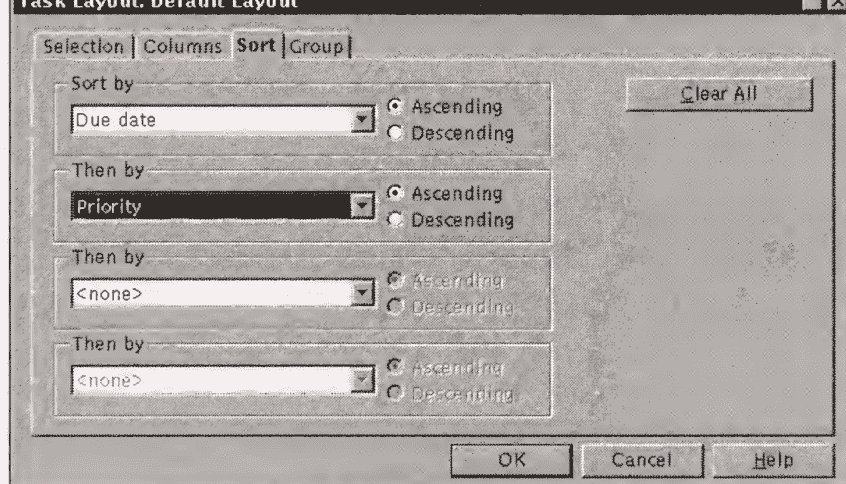 Task Layout: Default Layout
Selection Columns Sort Group
Sort by
Due date
Ascending
Descending
Clear All
Then by
Priority
Ascending
Descending
Then by
<none>
Ascending
Descending
Then by
<none>
Ascending
Descending
OK Cancel Help